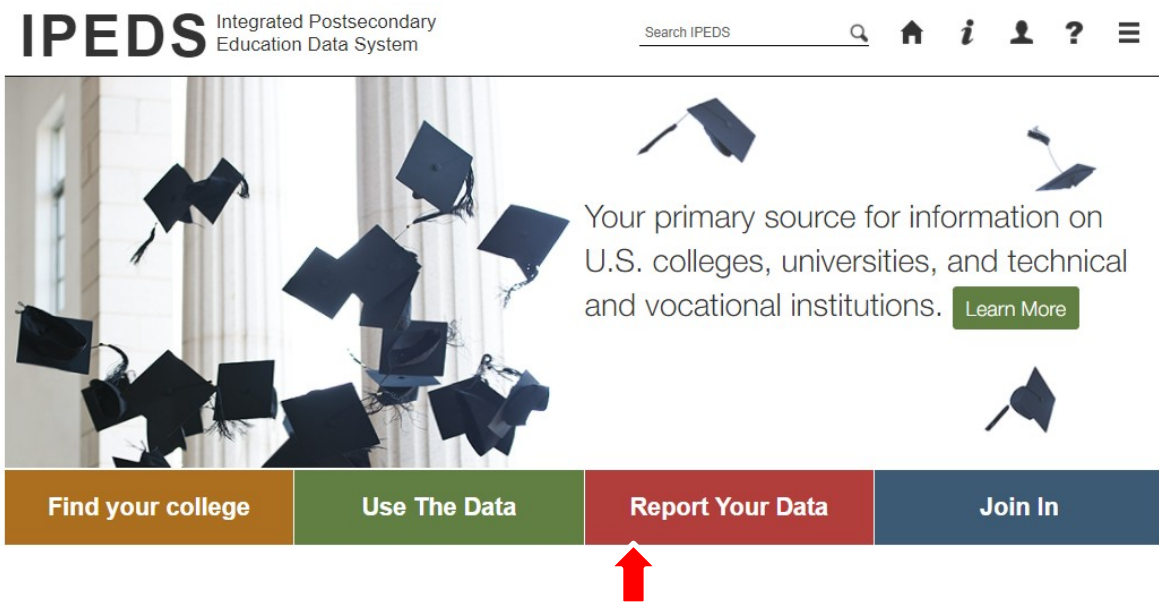 IPEDS
Integrated Postsecondary
Education Data System
Search IPEDS
Your primary source for information on
U.S. colleges, universities, and technical
and vocational institutions.
Learn More
Find your college
Use The Data
Report Your Data
Join In